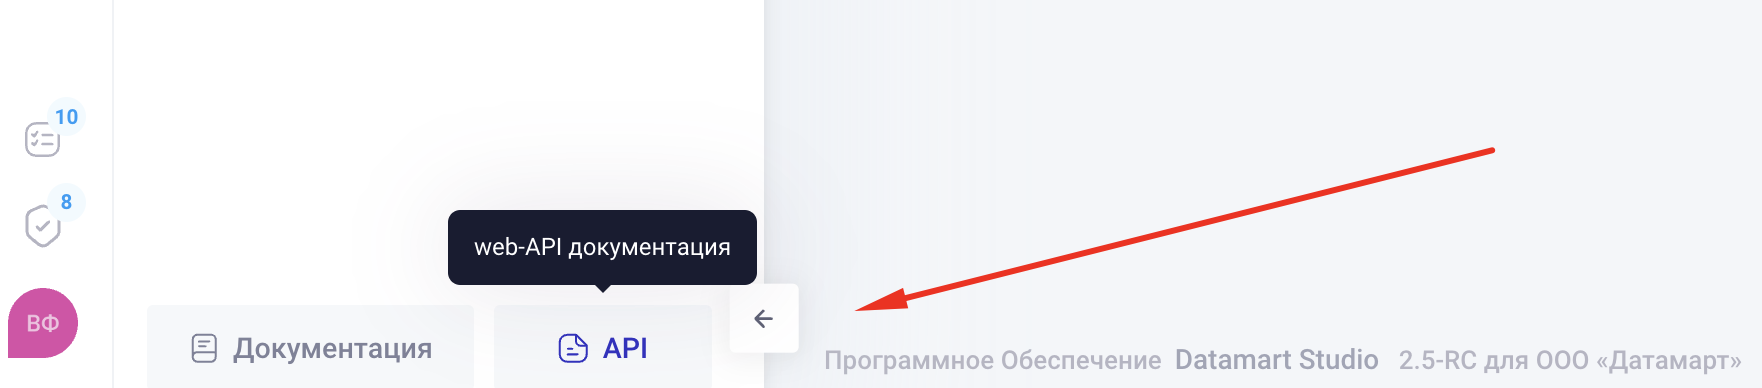 10
8
ВФ
web-API документация
Документация
API
Программное Обеспечение Datamart Studio 2.5-RC для ООО «Датамарт»